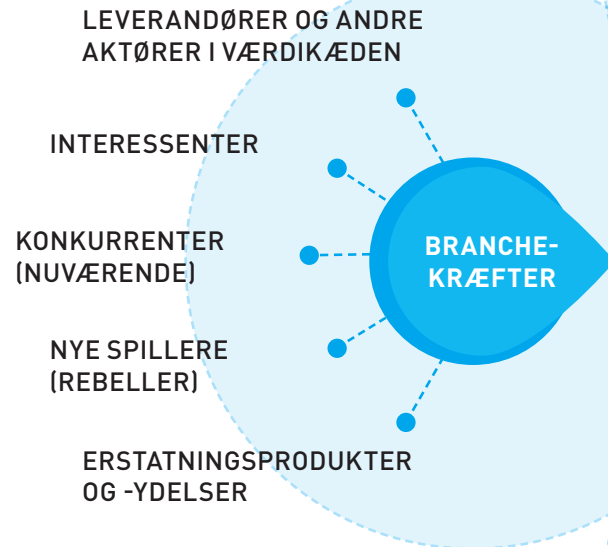 LEVERANDØRER OG ANDRE
AKTØRER I VÆRDIKÆDEN
INTERESSENTER
KONKURRENTER
(NUVÆRENDE)
BRANCHE-
KRÆFTER
NYE SPILLERE
(REBELLER)
ERSTATNINGSPRODUKTER
OG -YDELSER